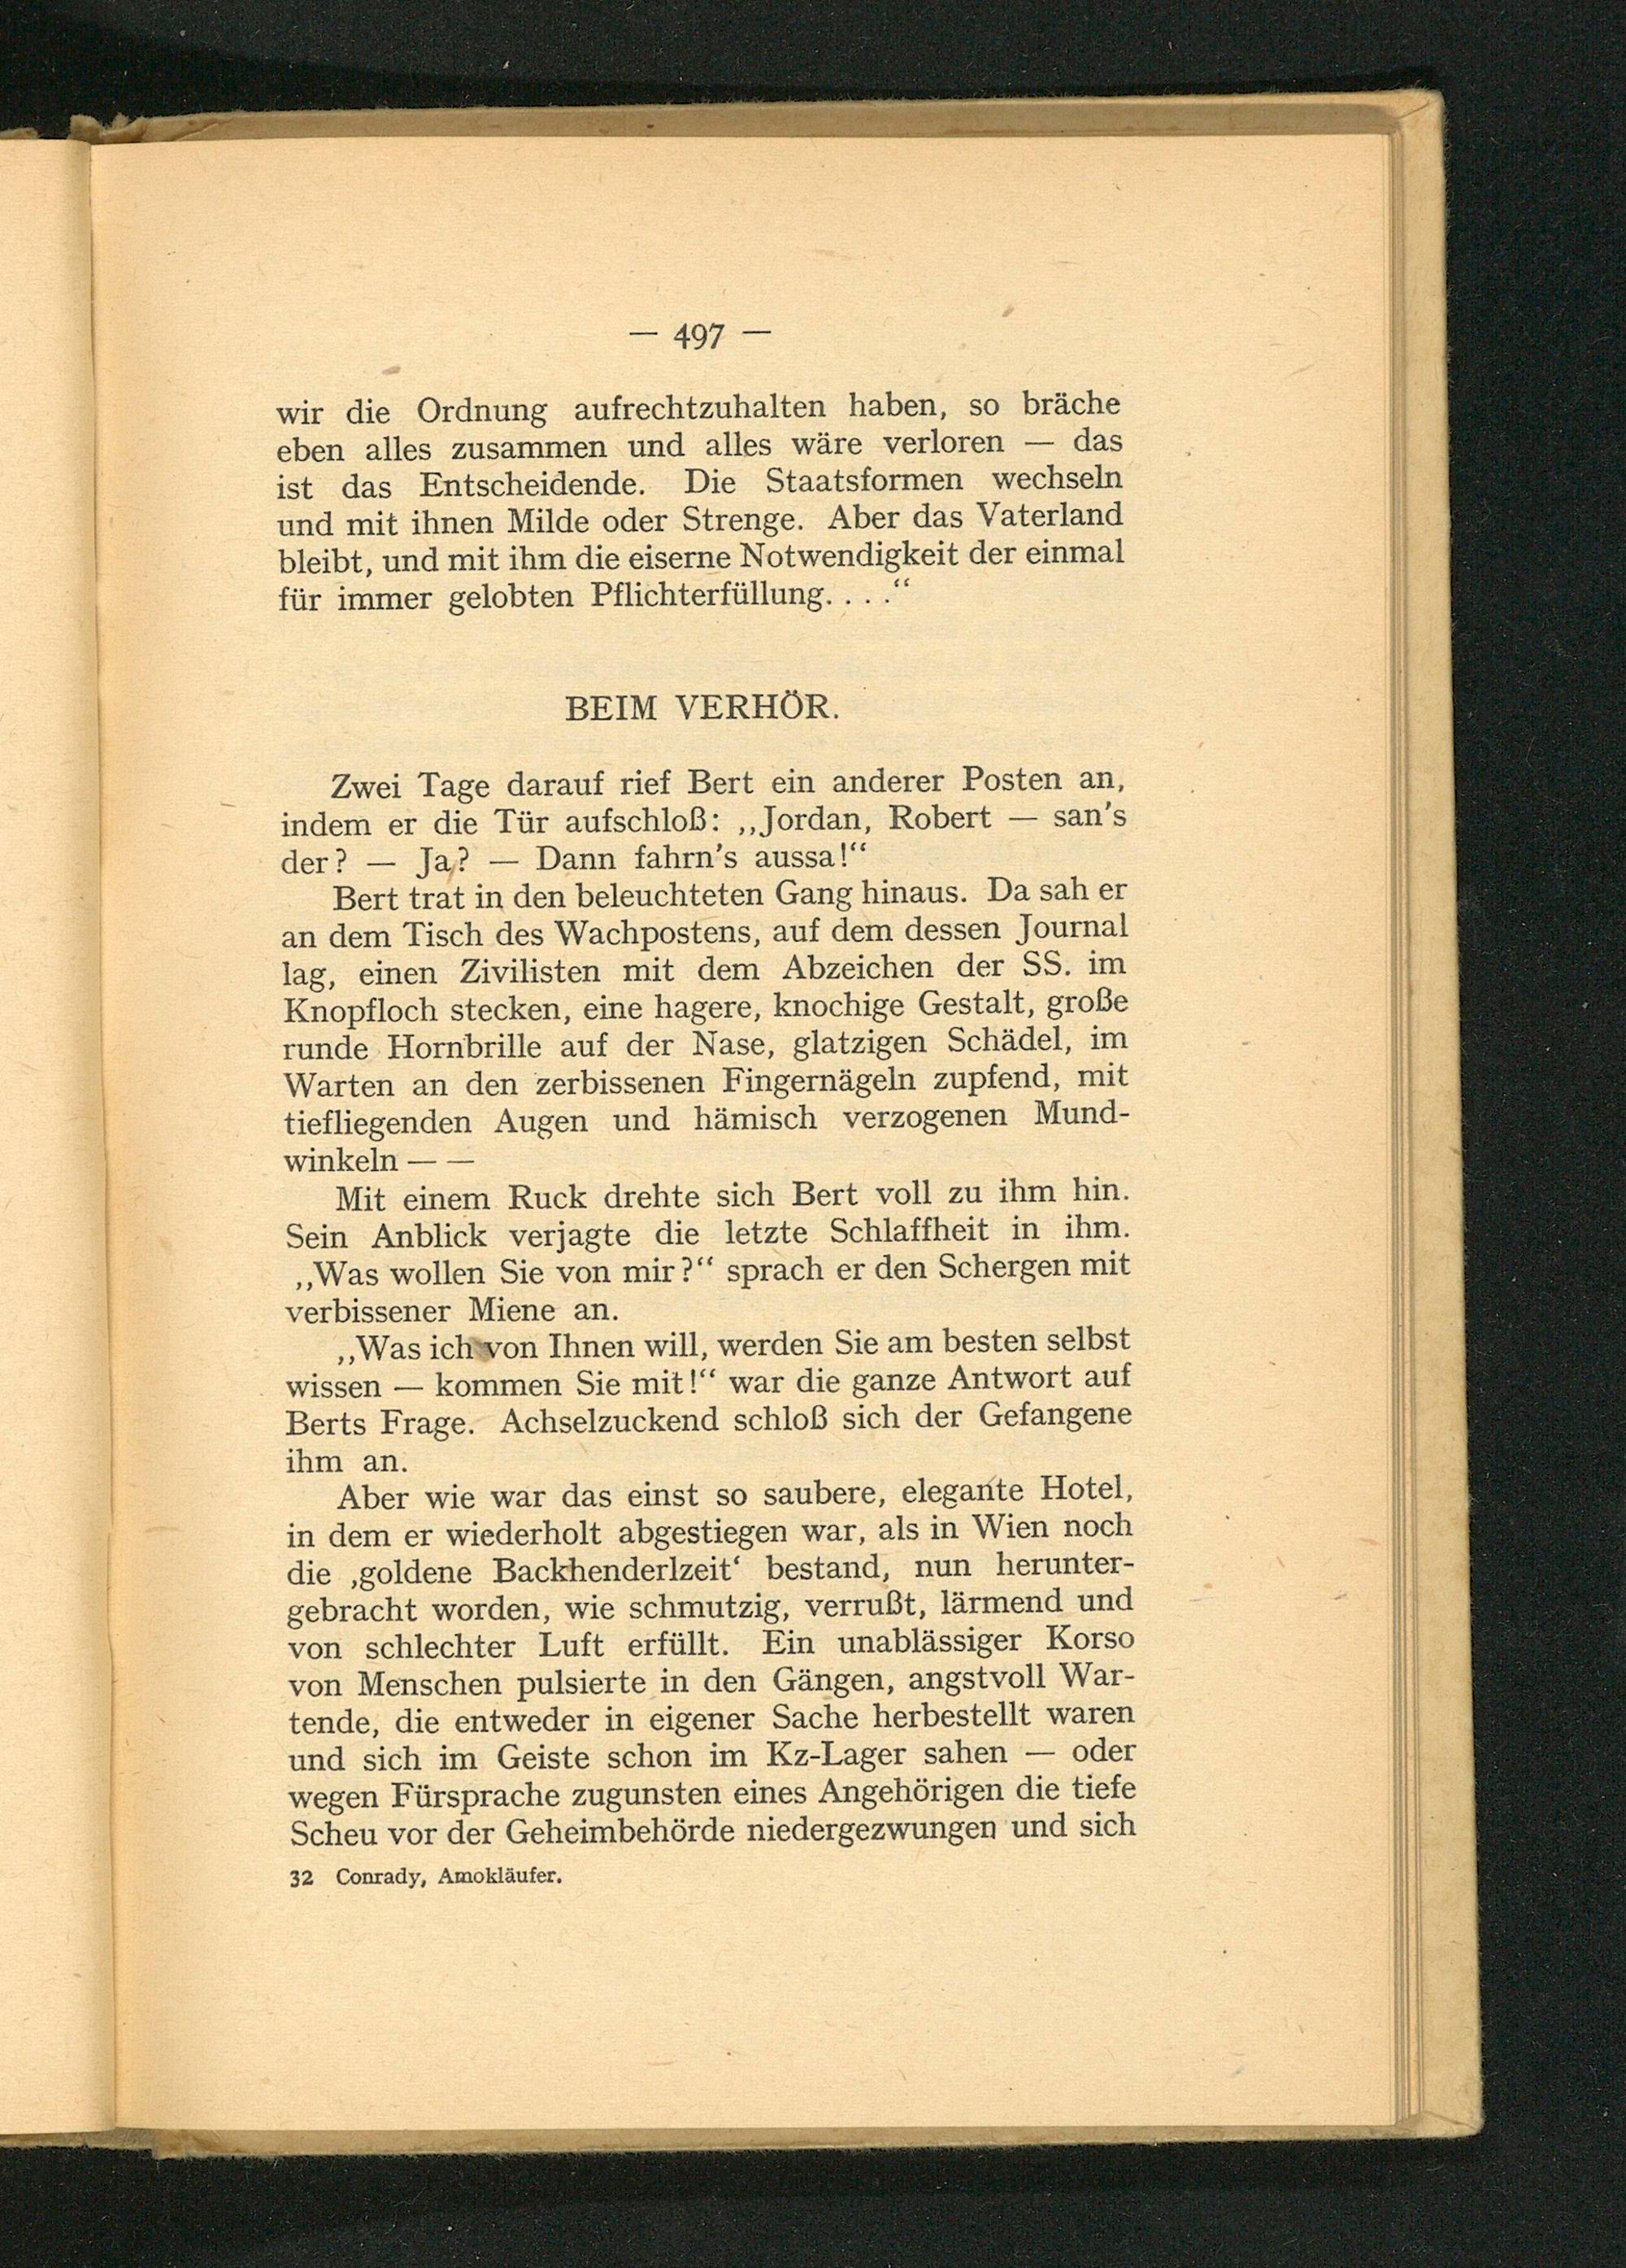 — 497 —
wir die Ordnung aufrechtzuhalten haben, so bräche
eben alles zusammen und alles wäre verloren — das
ist das Entscheidende. Die Staatsformen wechseln
und mit ihnen Milde oder Strenge. Aber das Vaterland
bleibt, und mit ihm die eiserne Notwendigkeit der einmal
für immer gelobten Pflichterfüllung. . . .“
BEIM VERHÖR.
Zwei Tage darauf rief Bert ein anderer Posten an,
indem er die Tür aufschloß: „Jordan, Robert — san's
der? — Ja? — Dann fahrn's aussa!“
Bert trat in den beleuchteten Gang hinaus. Da sah er
an dem Tisch des Wachpostens, auf dem dessen Journal
lag, einen Zivilisten mit dem Abzeichen der SS. im
Knopfloch stecken, eine hagere, knochige Gestalt, große
runde Hornbrille auf der Nase, glatzigen Schädel, im
Warten an den zerbissenen Fingernägeln zupfend, mit
tiefliegenden Augen und hämisch verzogenen Mund-
winkeln — —
Mit einem Ruck drehte sich Bert voll zu ihm hin.
Sein Anblick verjagte die letzte Schlaffheit in ihm.
„Was wollen Sie von mir?“ sprach er den Schergen mit
verbissener Miene an.
„Was ich von Ihnen will, werden Sie am besten selbst
wissen — kommen Sie mit!“ war die ganze Antwort auf
Berts Frage. Achselzuckend schloß sich der Gefangene
ihm an.
Aber wie war das einst so saubere, elegante Hotel,
in dem er wiederholt abgestiegen war, als in Wien noch
die ‚goldene Backhenderlzeit‘ bestand, nun herunter-
gebracht worden, wie schmutzig, verrußt, lärmend und
von schlechter Luft erfüllt. Ein unablässiger Korso
von Menschen pulsierte in den Gängen, angstvoll War-
tende, die entweder in eigener Sache herbestellt waren
und sich im Geiste schon im Kz-Lager sahen — oder
wegen Fürsprache zugunsten eines Angehörigen die tiefe
Scheu vor der Geheimbehörde niedergezwungen und sich
32 Conrady, Amokläufer.